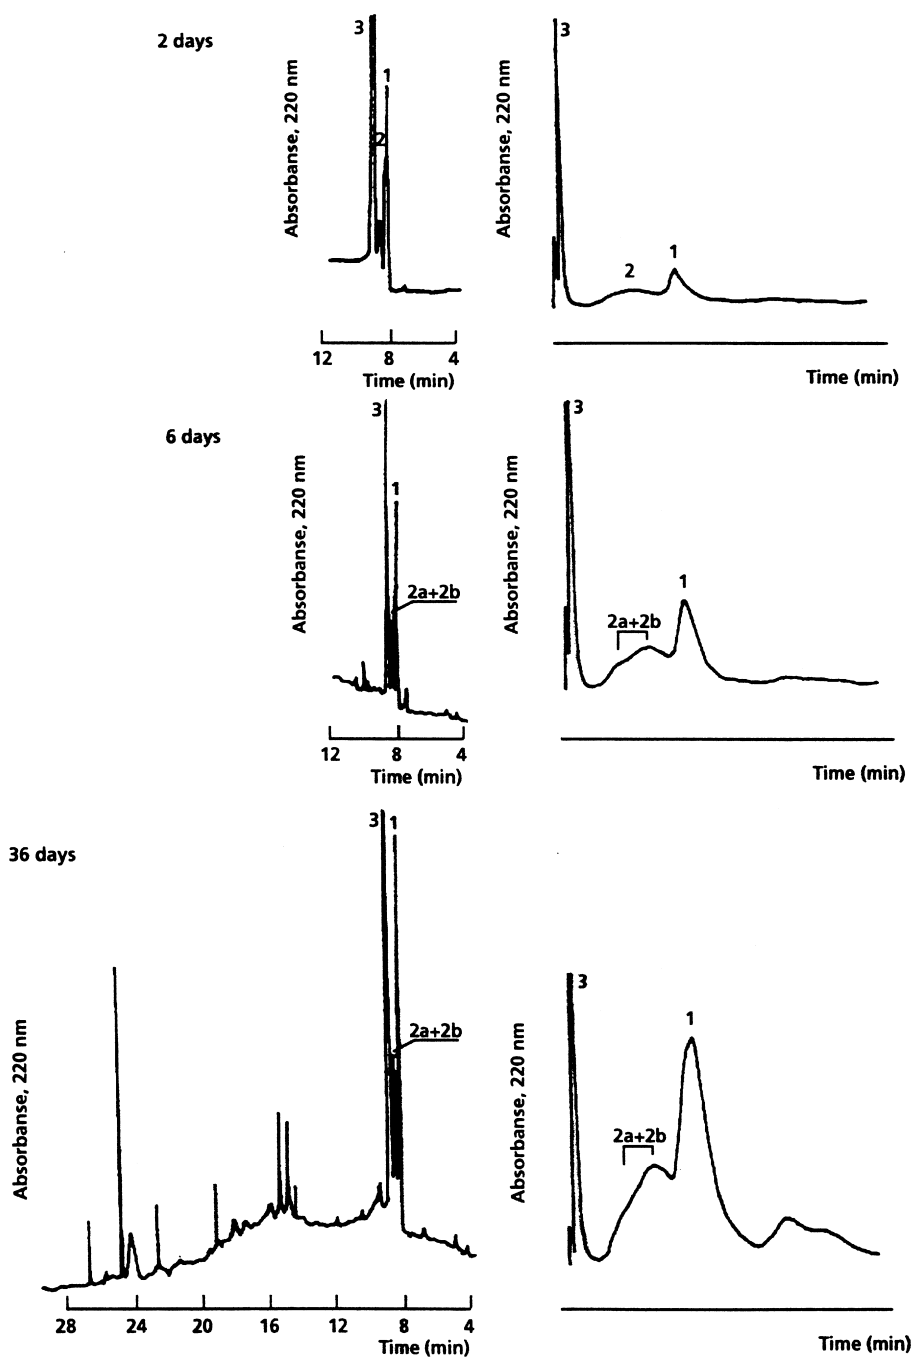 2 days
Absorbanse, 220 nm
3
1
2
12 8 4
Time (min)
Absorbanse, 220 nm
3
2
1
Time (min)
6 days
Absorbanse, 220 nm
3
1
2a+2b
12 8 4
Time (min)
Absorbanse, 220 nm
3
2a+2b
1
Time (min)
36 days
Absorbanse, 220 nm
3 1
2a+2b
28 24 20 16 12 8 4
Time (min)
Absorbanse, 220 nm
3
1
2a+2b
Time (min)